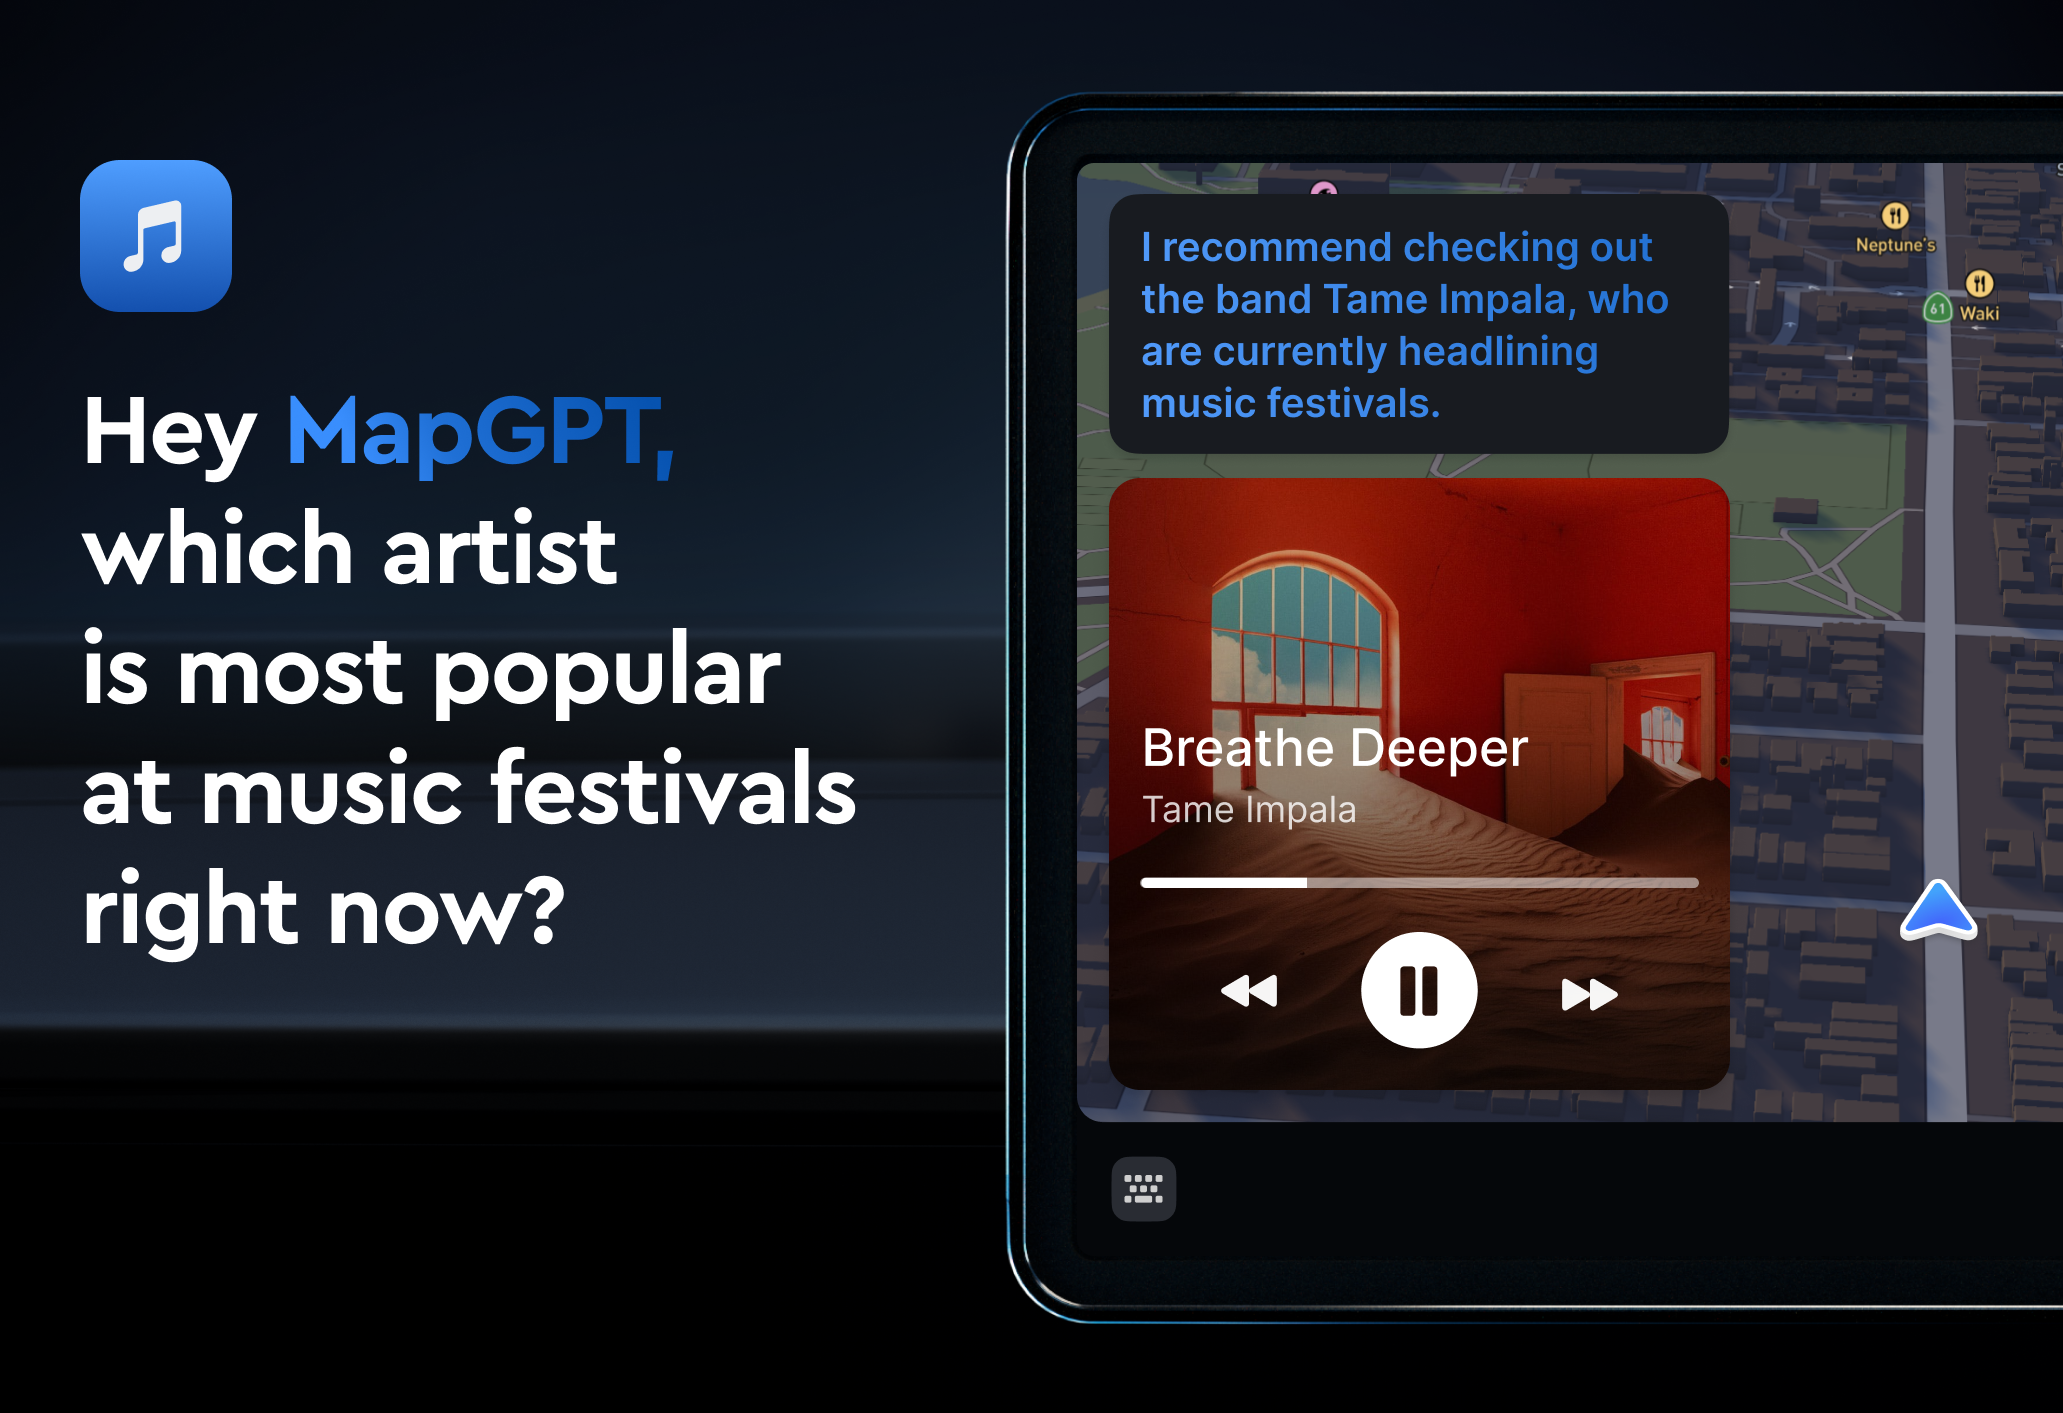 Hey MapGPT,
which artist
is most popular
at music festivals
right now?
I recommend checking out
the band Tame Impala, who
are currently headlining
music festivals.
Breathe Deeper
Tame Impala
Neptune's
61
Waki